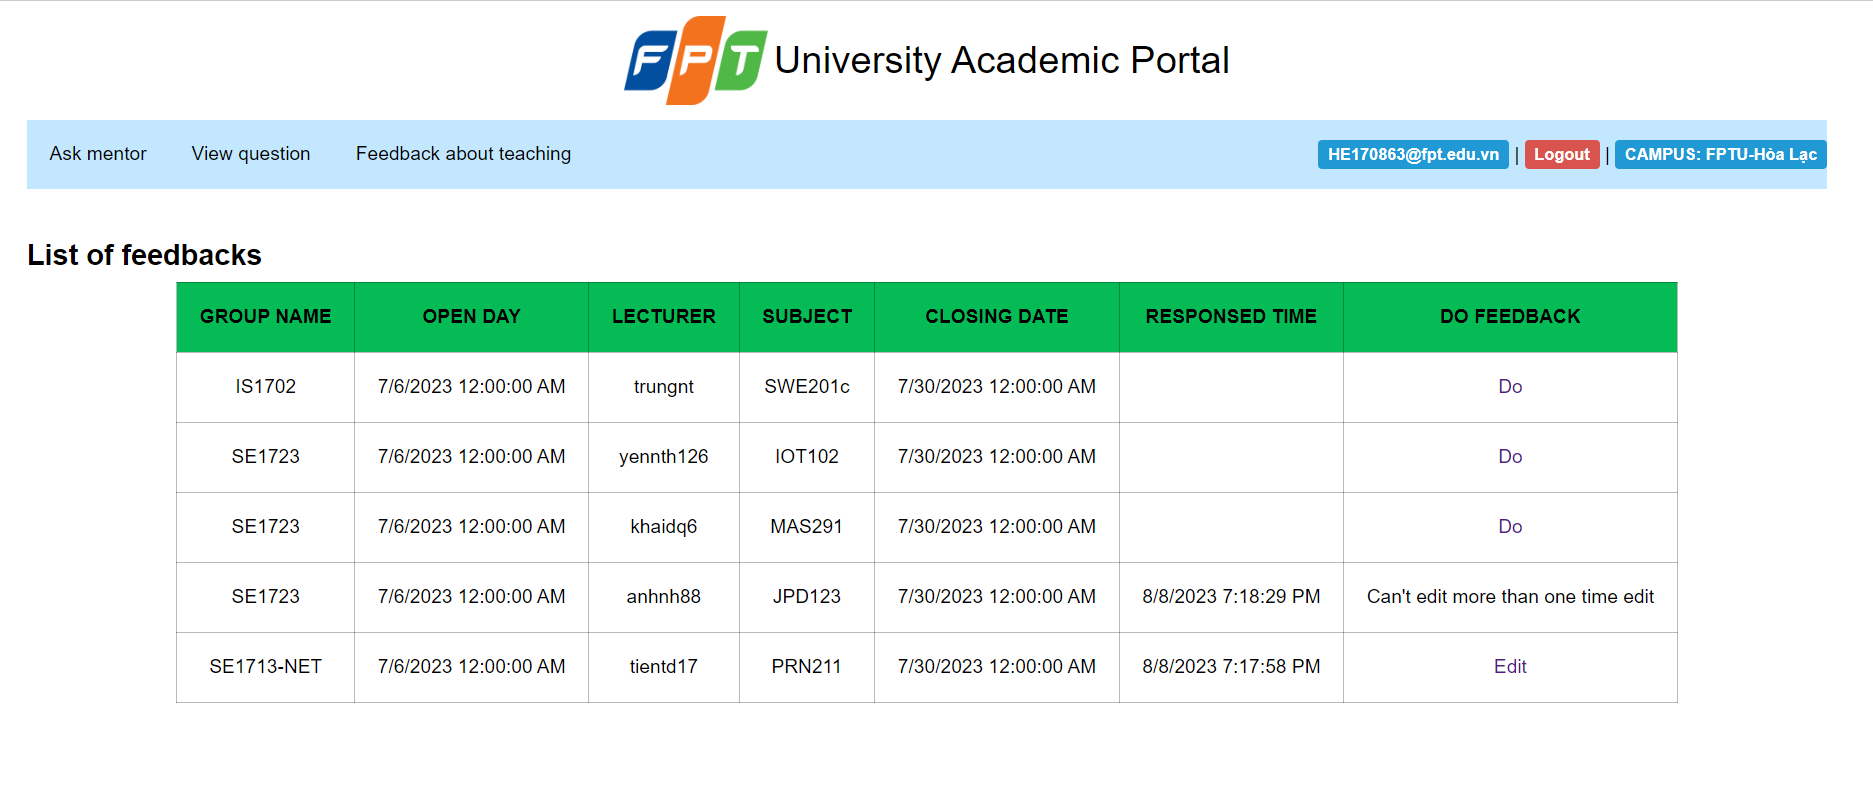 FPT University Academic Portal
Ask mentor View question Feedback about teaching HE170863@fpt.edu.vn | Logout | CAMPUS: FPTU-Hòa Lạc
List of feedbacks
GROUP NAME OPEN DAY LECTURER SUBJECT CLOSING DATE RESPONSED TIME DO FEEDBACK
IS1702 7/6/2023 12:00:00 AM trungnt SWE201c 7/30/2023 12:00:00 AM Do
SE1723 7/6/2023 12:00:00 AM yennth126 IOT102 7/30/2023 12:00:00 AM Do
SE1723 7/6/2023 12:00:00 AM khaidq6 MAS291 7/30/2023 12:00:00 AM Do
SE1723 7/6/2023 12:00:00 AM anhnh88 JPD123 7/30/2023 12:00:00 AM 8/8/2023 7:18:29 PM Can't edit more than one time edit
SE1713-NET 7/6/2023 12:00:00 AM tientd17 PRN211 7/30/2023 12:00:00 AM 8/8/2023 7:17:58 PM Edit